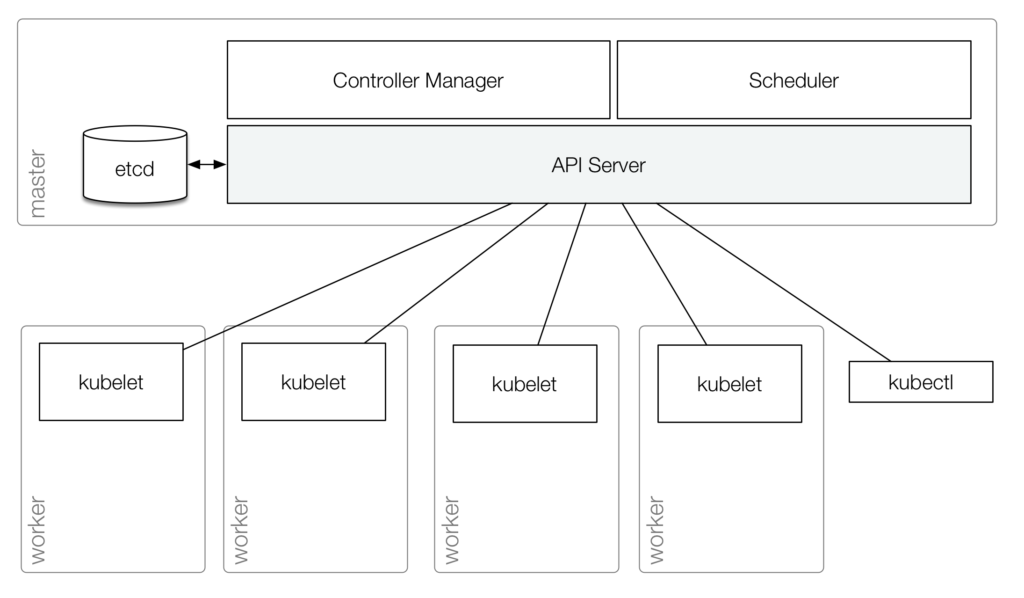 Controller Manager
Scheduler
etcd
API Server
master
kubelet
kubelet
kubelet
kubelet
kubectl
worker
worker
worker
worker